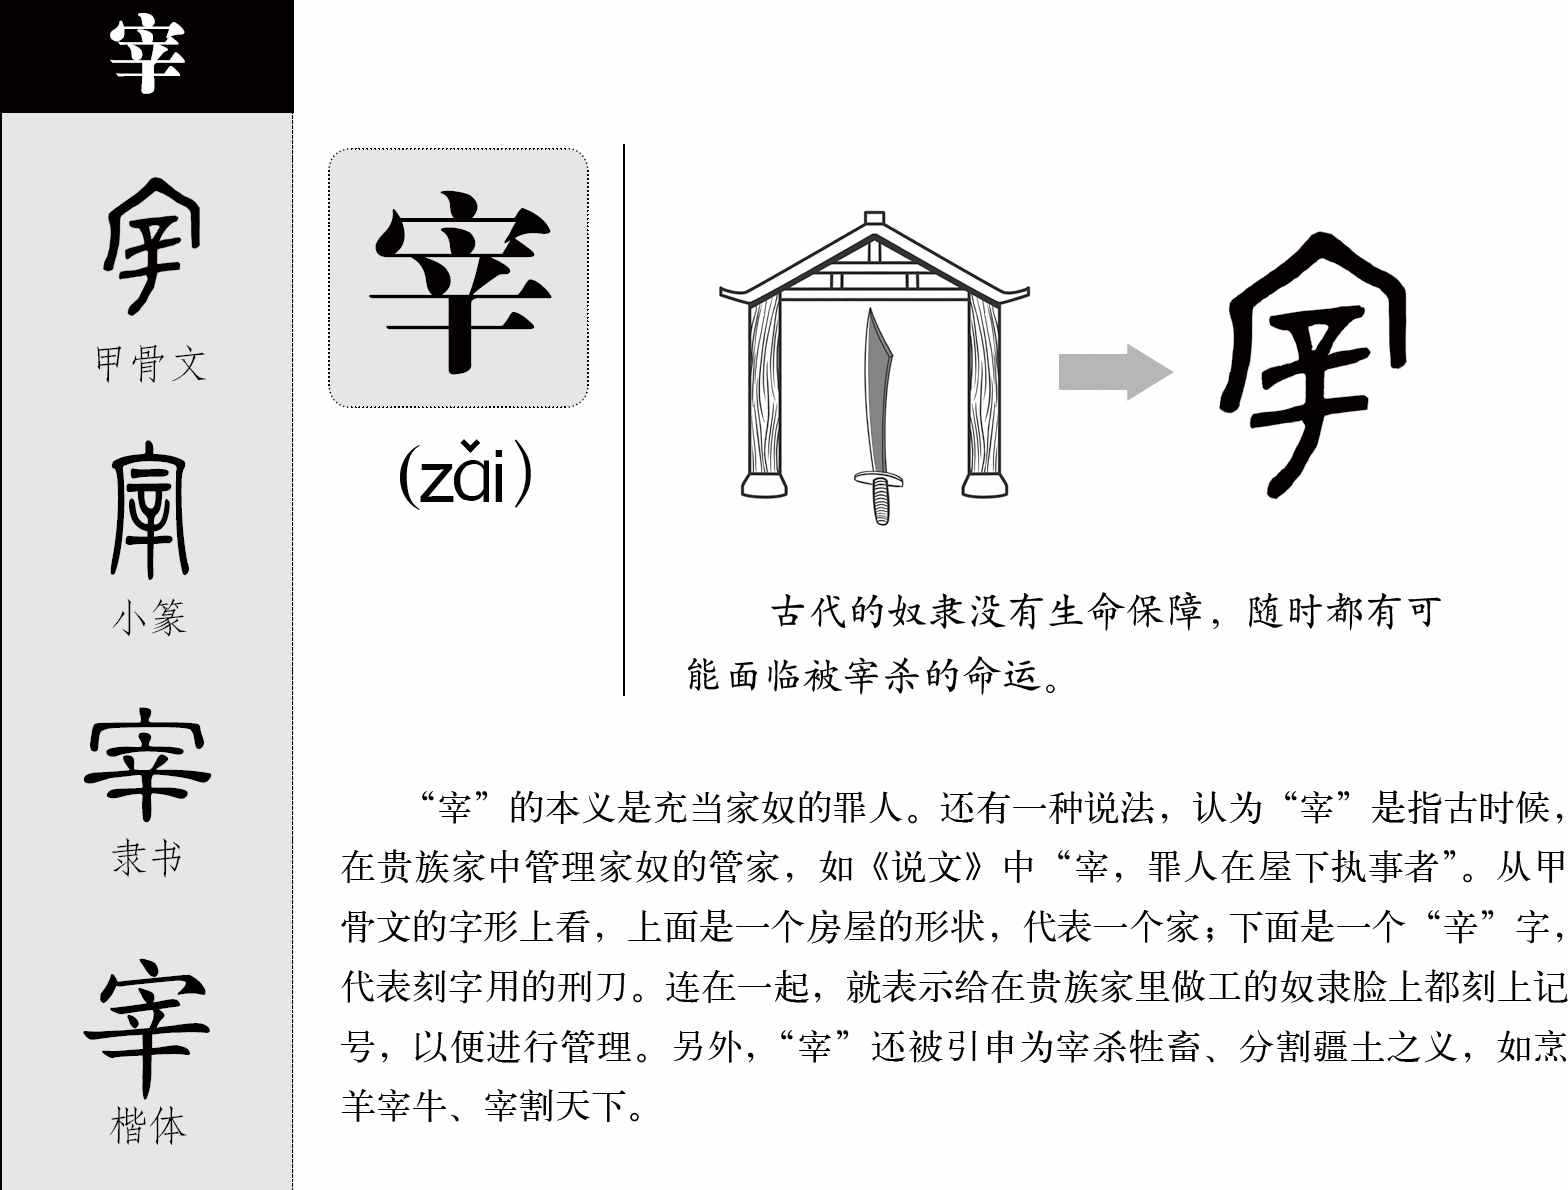 宰
宰
甲骨文
宰
小篆
宰
隶书
宰
楷体
宰
(zǎi)
宰
古代的奴隶没有生命保障，随时都有可
能面临被宰杀的命运。
“宰”的本义是充当家奴的罪人。还有一种说法，认为“宰”是指古时候，
在贵族家中管理家奴的管家，如《说文》中“宰，罪人在屋下执事者”。从甲
骨文的字形上看，上面是一个房屋的形状，代表一个家；下面是一个“辛”字，
代表刻字用的刑刀。连在一起，就表示给在贵族家里做工的奴隶脸上都刻上记
号，以便进行管理。另外，“宰”还被引申为宰杀牲畜、分割疆土之义，如烹
羊宰牛、宰割天下。